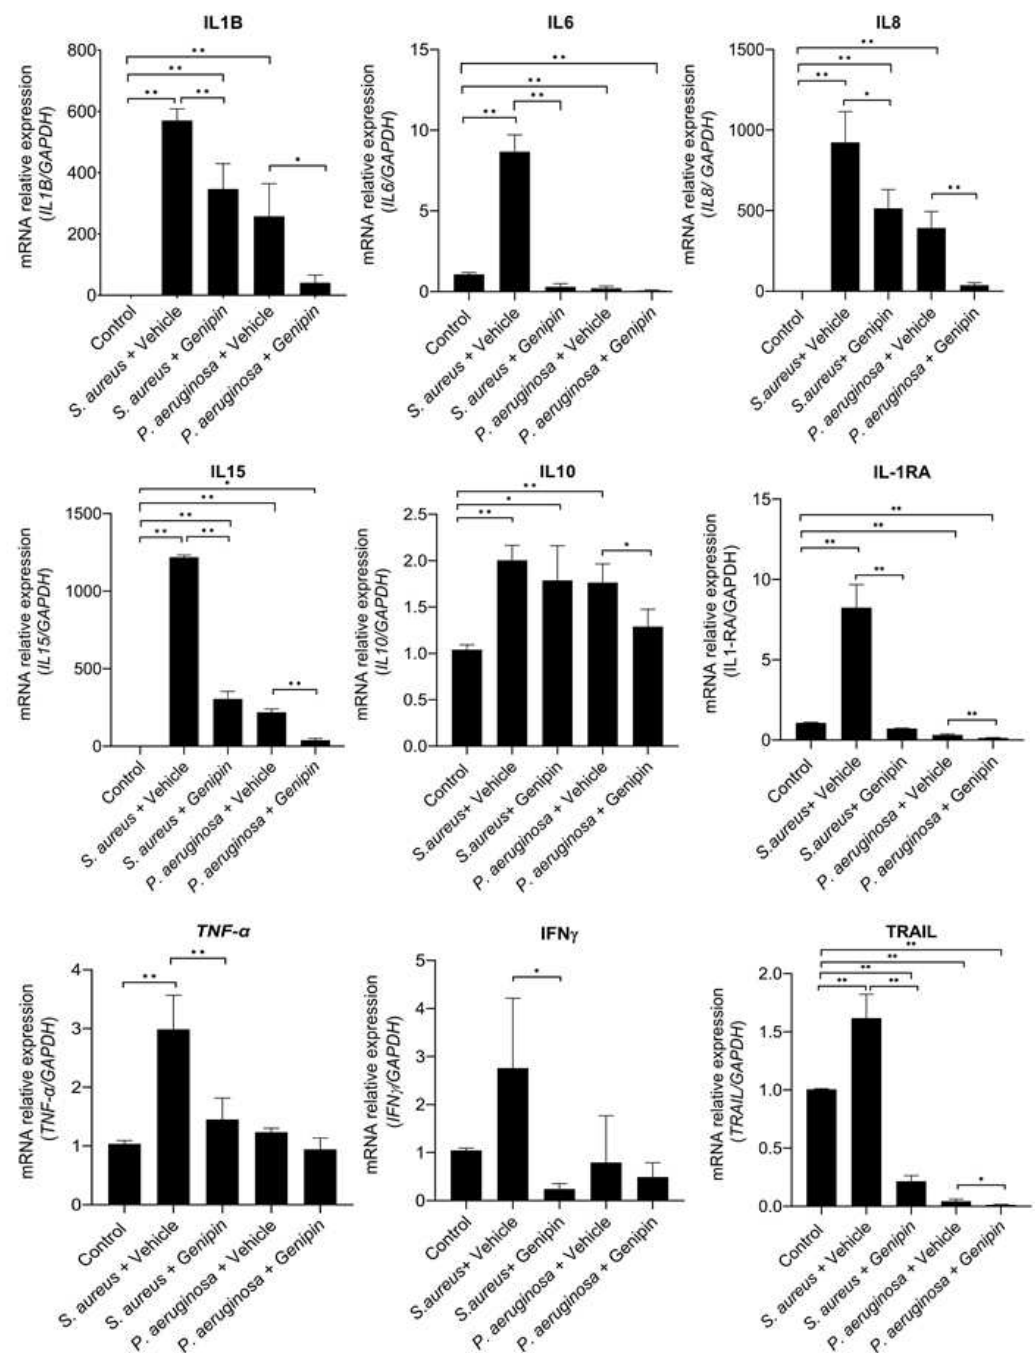 IL1B
mRNA relative expression
(IL1B/GAPDH)
800
600
400
200
0
** 
**
** **
*
Control
S. aureus + Vehicle
S. aureus + Genipin
P. aeruginosa + Vehicle
P. aeruginosa + Genipin
IL6
mRNA relative expression
(IL6/GAPDH)
15
10
5
0
**
**
**
**
Control
S. aureus + Vehicle
S. aureus + Genipin
P. aeruginosa + Vehicle
P. aeruginosa + Genipin
IL8
mRNA relative expression
(IL8/ GAPDH)
1500
1000
500
0
**
**
**
*
**
Control
S.aureus+ Vehicle
S.aureus+ Genipin
P. aeruginosa + Vehicle
P. aeruginosa + Genipin
IL15
mRNA relative expression
(IL15/GAPDH)
1500
1000
500
0
*
**
**
** **
**
Control
S. aureus + Vehicle
S. aureus + Genipin
P. aeruginosa + Vehicle
P. aeruginosa + Genipin
IL10
mRNA relative expression
(IL10/GAPDH)
2.5
2.0
1.5
1.0
0.5
0.0
**
*
**
*
Control
S.aureus+ Vehicle
S.aureus+ Genipin
P. aeruginosa + Vehicle
P. aeruginosa + Genipin
IL-1RA
mRNA relative expression
(IL1-RA/GAPDH)
15
10
5
0
**
**
**
**
**
Control
S.aureus+ Vehicle
S.aureus+ Genipin
P. aeruginosa + Vehicle
P. aeruginosa + Genipin
TNF-α
mRNA relative expression
(TNF-α/GAPDH)
4
3
2
1
0
**
**
Control
S. aureus + Vehicle
S. aureus + Genipin
P. aeruginosa + Vehicle
P. aeruginosa + Genipin
IFNγ
mRNA relative expression
(IFNγ/GAPDH)
5
4
3
2
1
0
*
Control
S.aureus+ Vehicle
S.aureus+ Genipin
P. aeruginosa + Vehicle
P. aeruginosa + Genipin
TRAIL
mRNA relative expression
(TRAIL/GAPDH)
2.0
1.5
1.0
0.5
0.0
**
**
**
** **
*
Control
S. aureus + Vehicle
S. aureus + Genipin
P. aeruginosa + Vehicle
P. aeruginosa + Genipin